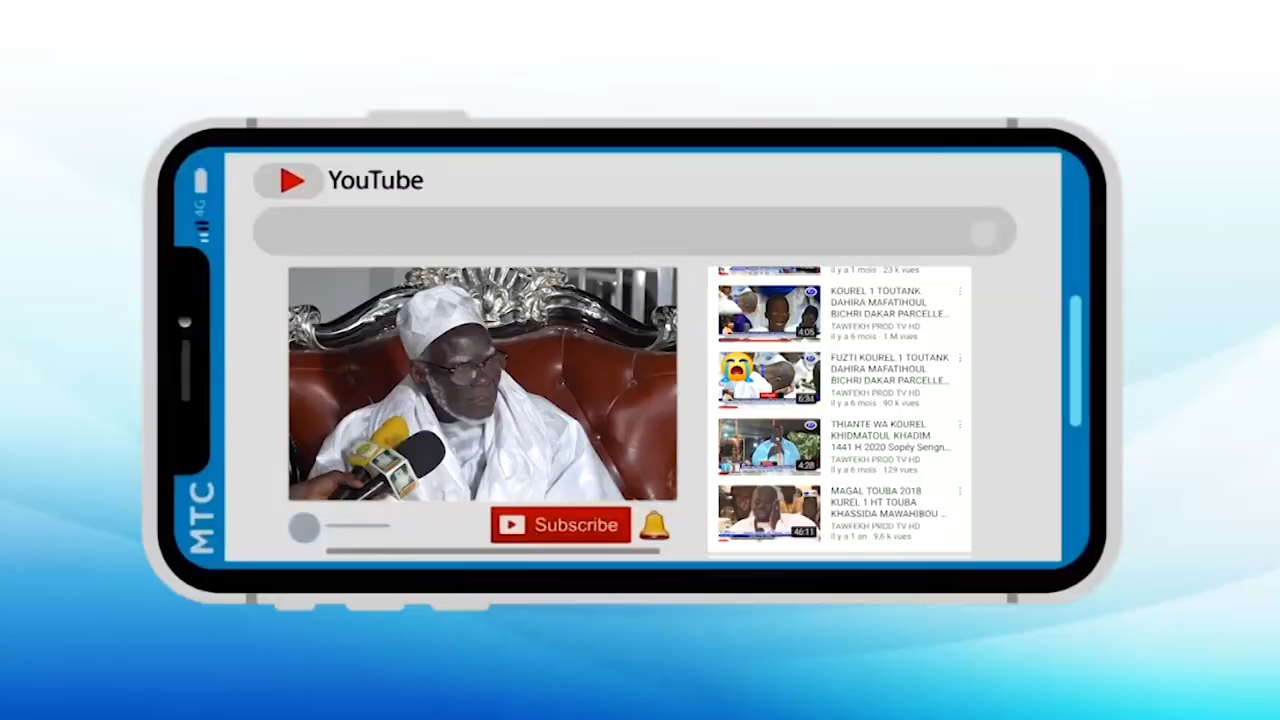 YouTube
4G
MTC
Subscribe
il y a 1 mois · 23 k vues
KOUREL 1 TOUTANK
DAHIRA MAFATIHOUL
BICHRI DAKAR PARCELLE...
TAWFEKH PROD TV HD
il y a 6 mois · 1 M vues
4:05
FUZTI KOUREL 1 TOUTANK
DAHIRA MAFATIHOUL
BICHRI DAKAR PARCELLE...
TAWFEKH PROD TV HD
il y a 6 mois · 90 k vues
6:34
THIANTE WA KOUREL
KHIDMATOUL KHADIM
1441 H 2020 Sopéy Serign...
TAWFEKH PROD TV HD
il y a 6 mois · 129 vues
4:28
MAGAL TOUBA 2018
KUREL 1 HT TOUBA
KHASSIDA MAWAHIBOU ...
TAWFEKH PROD TV HD
il y a 1 an · 9,6 k vues
46:11